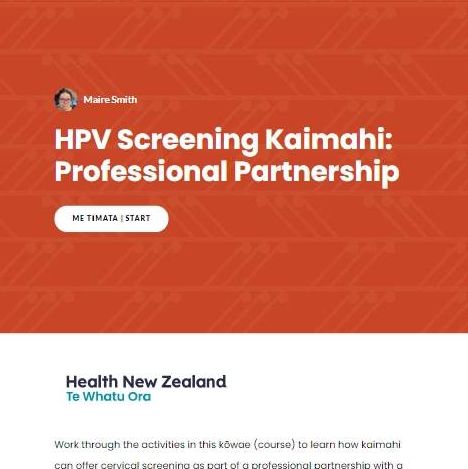 Maire Smith
HPV Screening Kaimahi:
Professional Partnership
ME TIMATA | START
Health New Zealand
Te Whatu Ora
Work through the activities in this kōwae (course) to learn how kaimahi
can offer cervical screening as part of a professional partnership with a